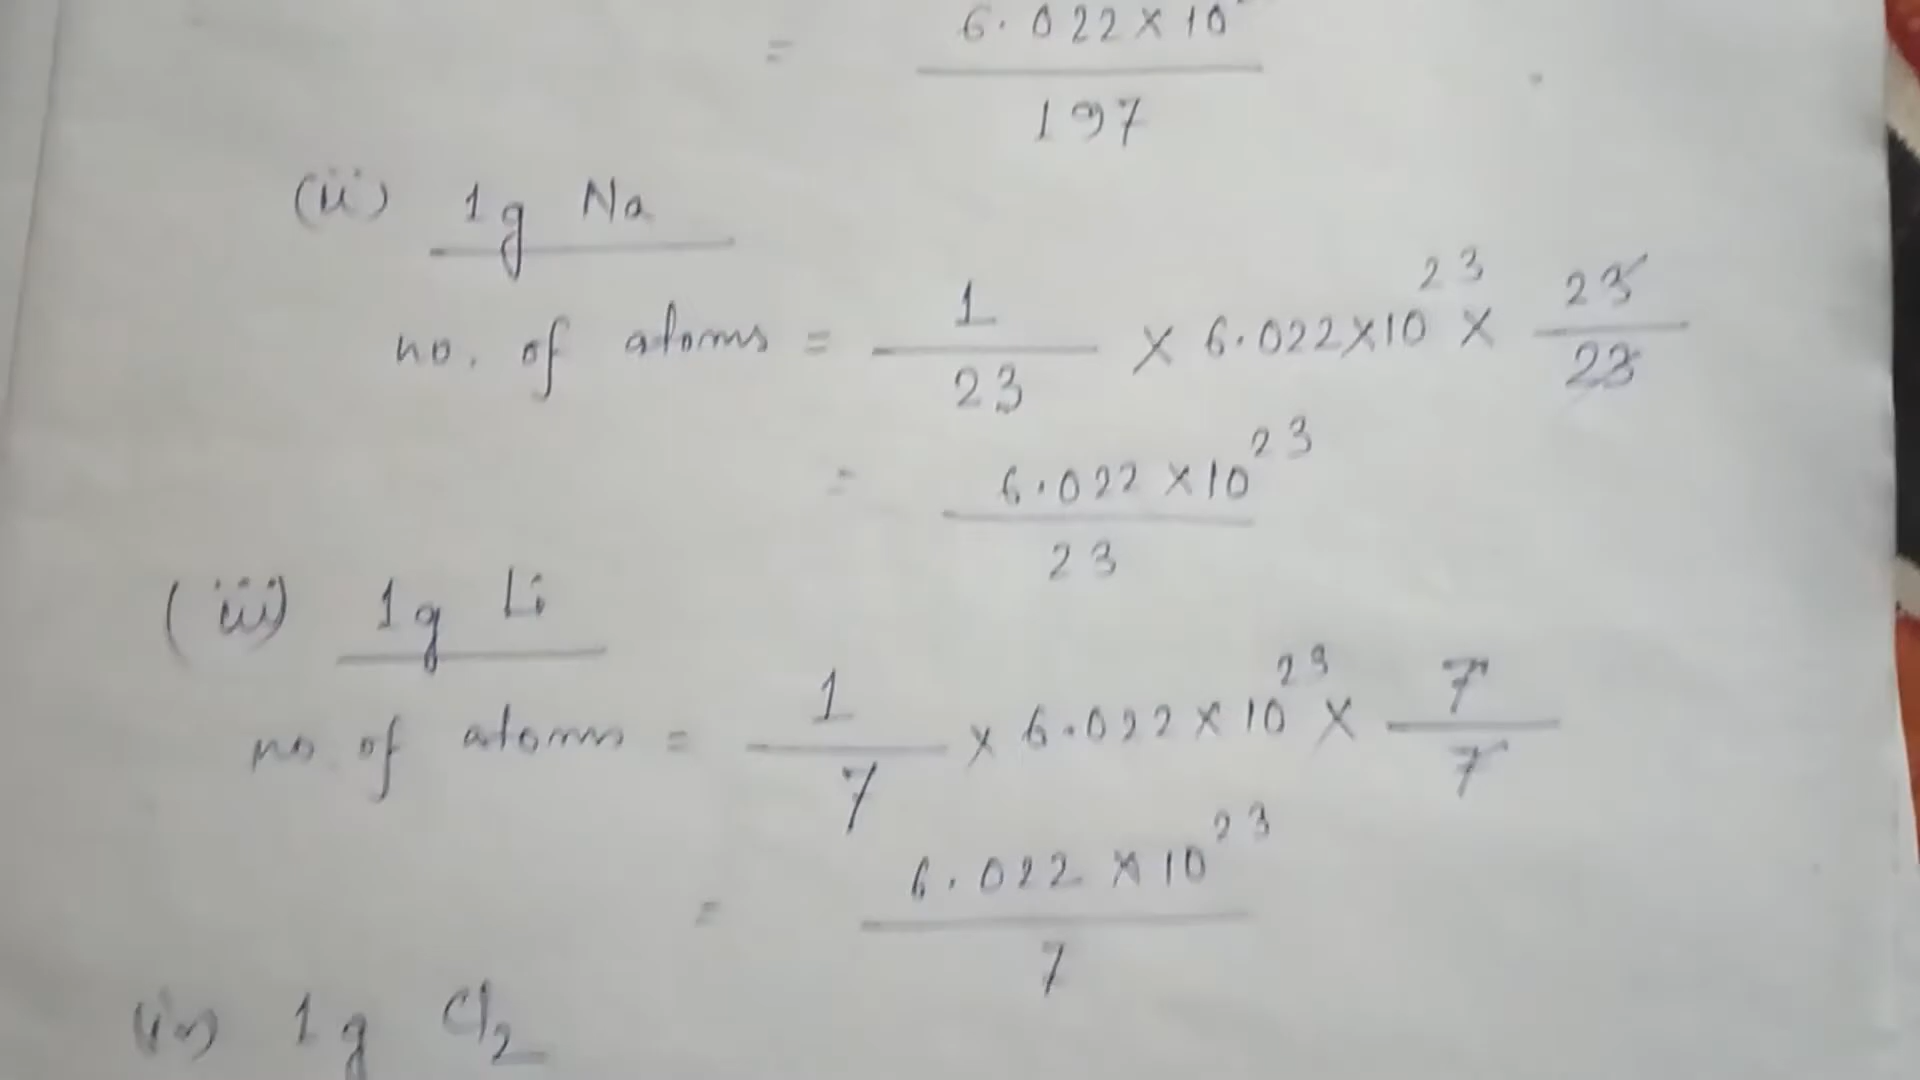 = 6.022 × 10 / 197
(ii) 1g Na
no. of atoms = 1/23 × 6.022×10^23 × 23/23
= 6.022 ×10^23 / 23
(iii) 1g Li
no. of atoms = 1/7 × 6.022×10^23 × 7/7
= 6.022 ×10^23 / 7
(iv) 1g Cl₂